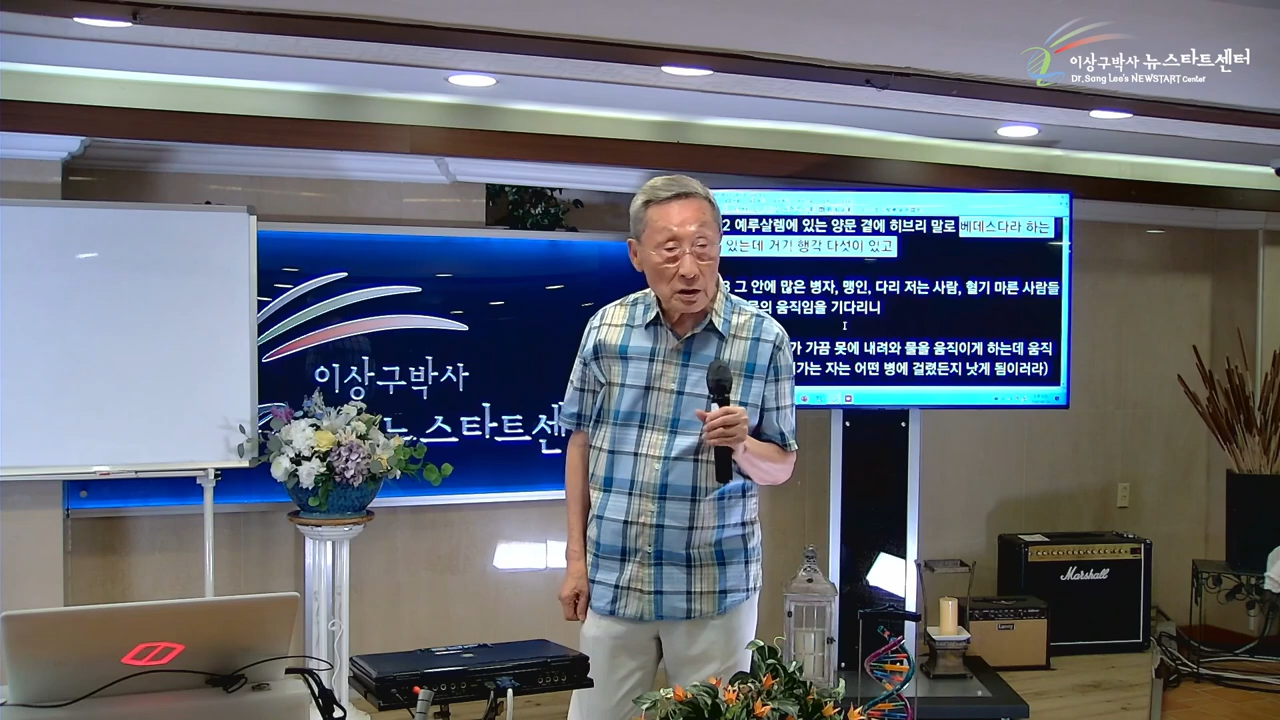 이상구박사 뉴스타트센터
Dr. Sang Lee's NEWSTART Center
2 예루살렘에 있는 양문 곁에 히브리 말로 베데스다라 하는
있는데 거기 행각 다섯이 있고
3 그 안에 많은 병자, 맹인, 다리 저는 사람, 혈기 마른 사람들
물의 움직임을 기다리니
가 가끔 못에 내려와 물을 움직이게 하는데 움직
가는 자는 어떤 병에 걸렸든지 낫게 됨이러라)
이상구박사
뉴스타트센
Marshall